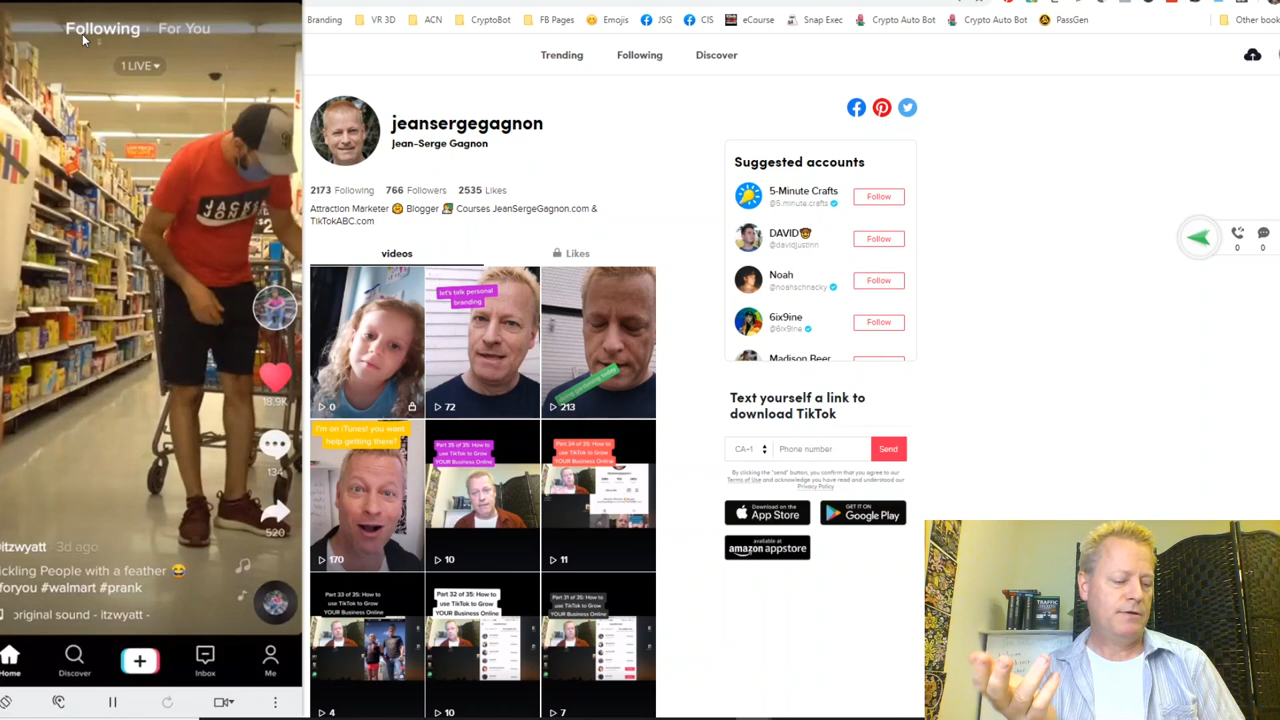 Following
For You
1 LIVE
JACK &
JONES
$2
18.9K
134
520
itzwyatt · 3d ago
ickling People with a feather 😂
foryou #walmart #prank
original sound - itzwyatt -
Home
Discover
Inbox
Me
Branding
VR 3D
ACN
CryptoBot
FB Pages
Emojis
JSG
CIS
eCourse
Snap Exec
Crypto Auto Bot
Crypto Auto Bot
PassGen
Other book
Trending
Following
Discover
jeansergegagnon
Jean-Serge Gagnon
2173 Following 766 Followers 2535 Likes
Attraction Marketer 🤗 Blogger 👨‍🏫 Courses JeanSergeGagnon.com &
TikTokABC.com
videos
Likes
0
let's talk personal
branding
72
213
I'm on iTunes! you want
help getting there?
170
Part 35 of 35: How to
use TikTok to Grow
YOUR Business Online
10
Part 34 of 35: How to
use TikTok to Grow
YOUR Business Online
11
Part 33 of 35: How to
use TikTok to Grow
YOUR Business Online
4
Part 32 of 35: How to
use TikTok to Grow
YOUR Business Online
10
Part 31 of 35: How to
use TikTok to Grow
YOUR Business Online
7
Suggested accounts
5-Minute Crafts
@5.minute.crafts
Follow
DAVID🤠
@davidjustinn
Follow
Noah
@noahschnacky
Follow
6ix9ine
@6ix9ine
Follow
Madison Beer
Text yourself a link to
download TikTok
CA+1
Phone number
Send
By clicking the "send" button, you confirm that you agree to our
Terms of Use and acknowledge you have read and understood our
Privacy Policy
Download on the
App Store
GET IT ON
Google Play
available at
amazon appstore
0
0
TRAFFIC